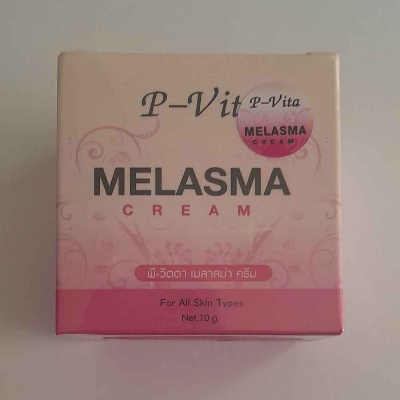 P-Vit
P-Vita
MELASMA
CREAM
MELASMA
CREAM
พี-วิตตา เมลาสม่า ครีม
For All Skin Types
Net.10 g